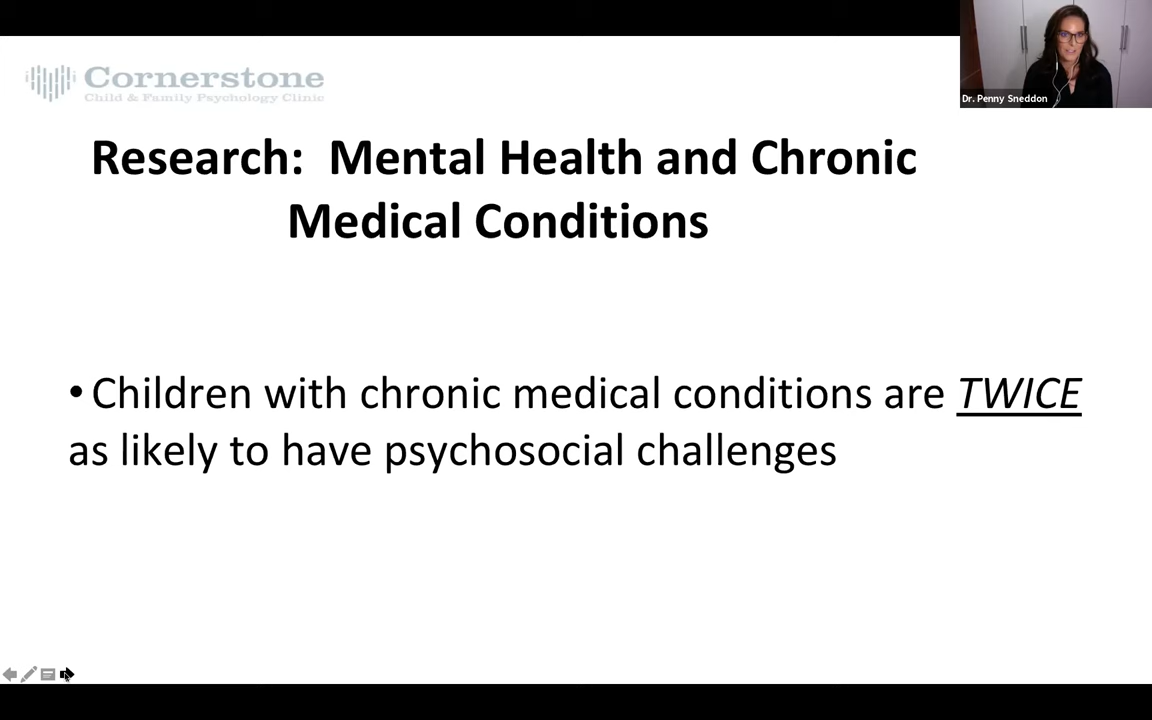 Cornerstone
Child & Family Psychology Clinic
Dr. Penny Sneddon
Research: Mental Health and Chronic
Medical Conditions
•Children with chronic medical conditions are TWICE
as likely to have psychosocial challenges